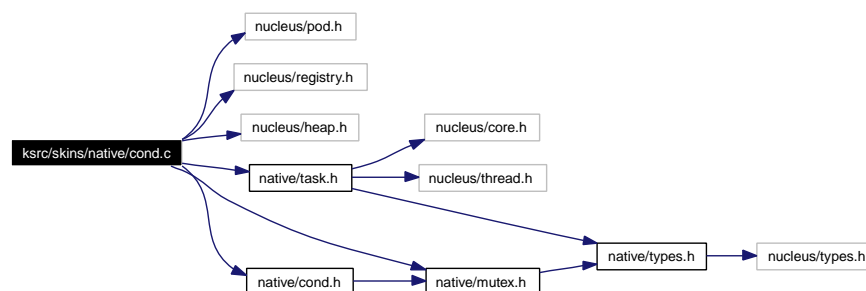 nucleus/pod.h
nucleus/registry.h
nucleus/heap.h
nucleus/core.h
ksrc/skins/native/cond.c
native/task.h
nucleus/thread.h
native/types.h
nucleus/types.h
native/cond.h
native/mutex.h